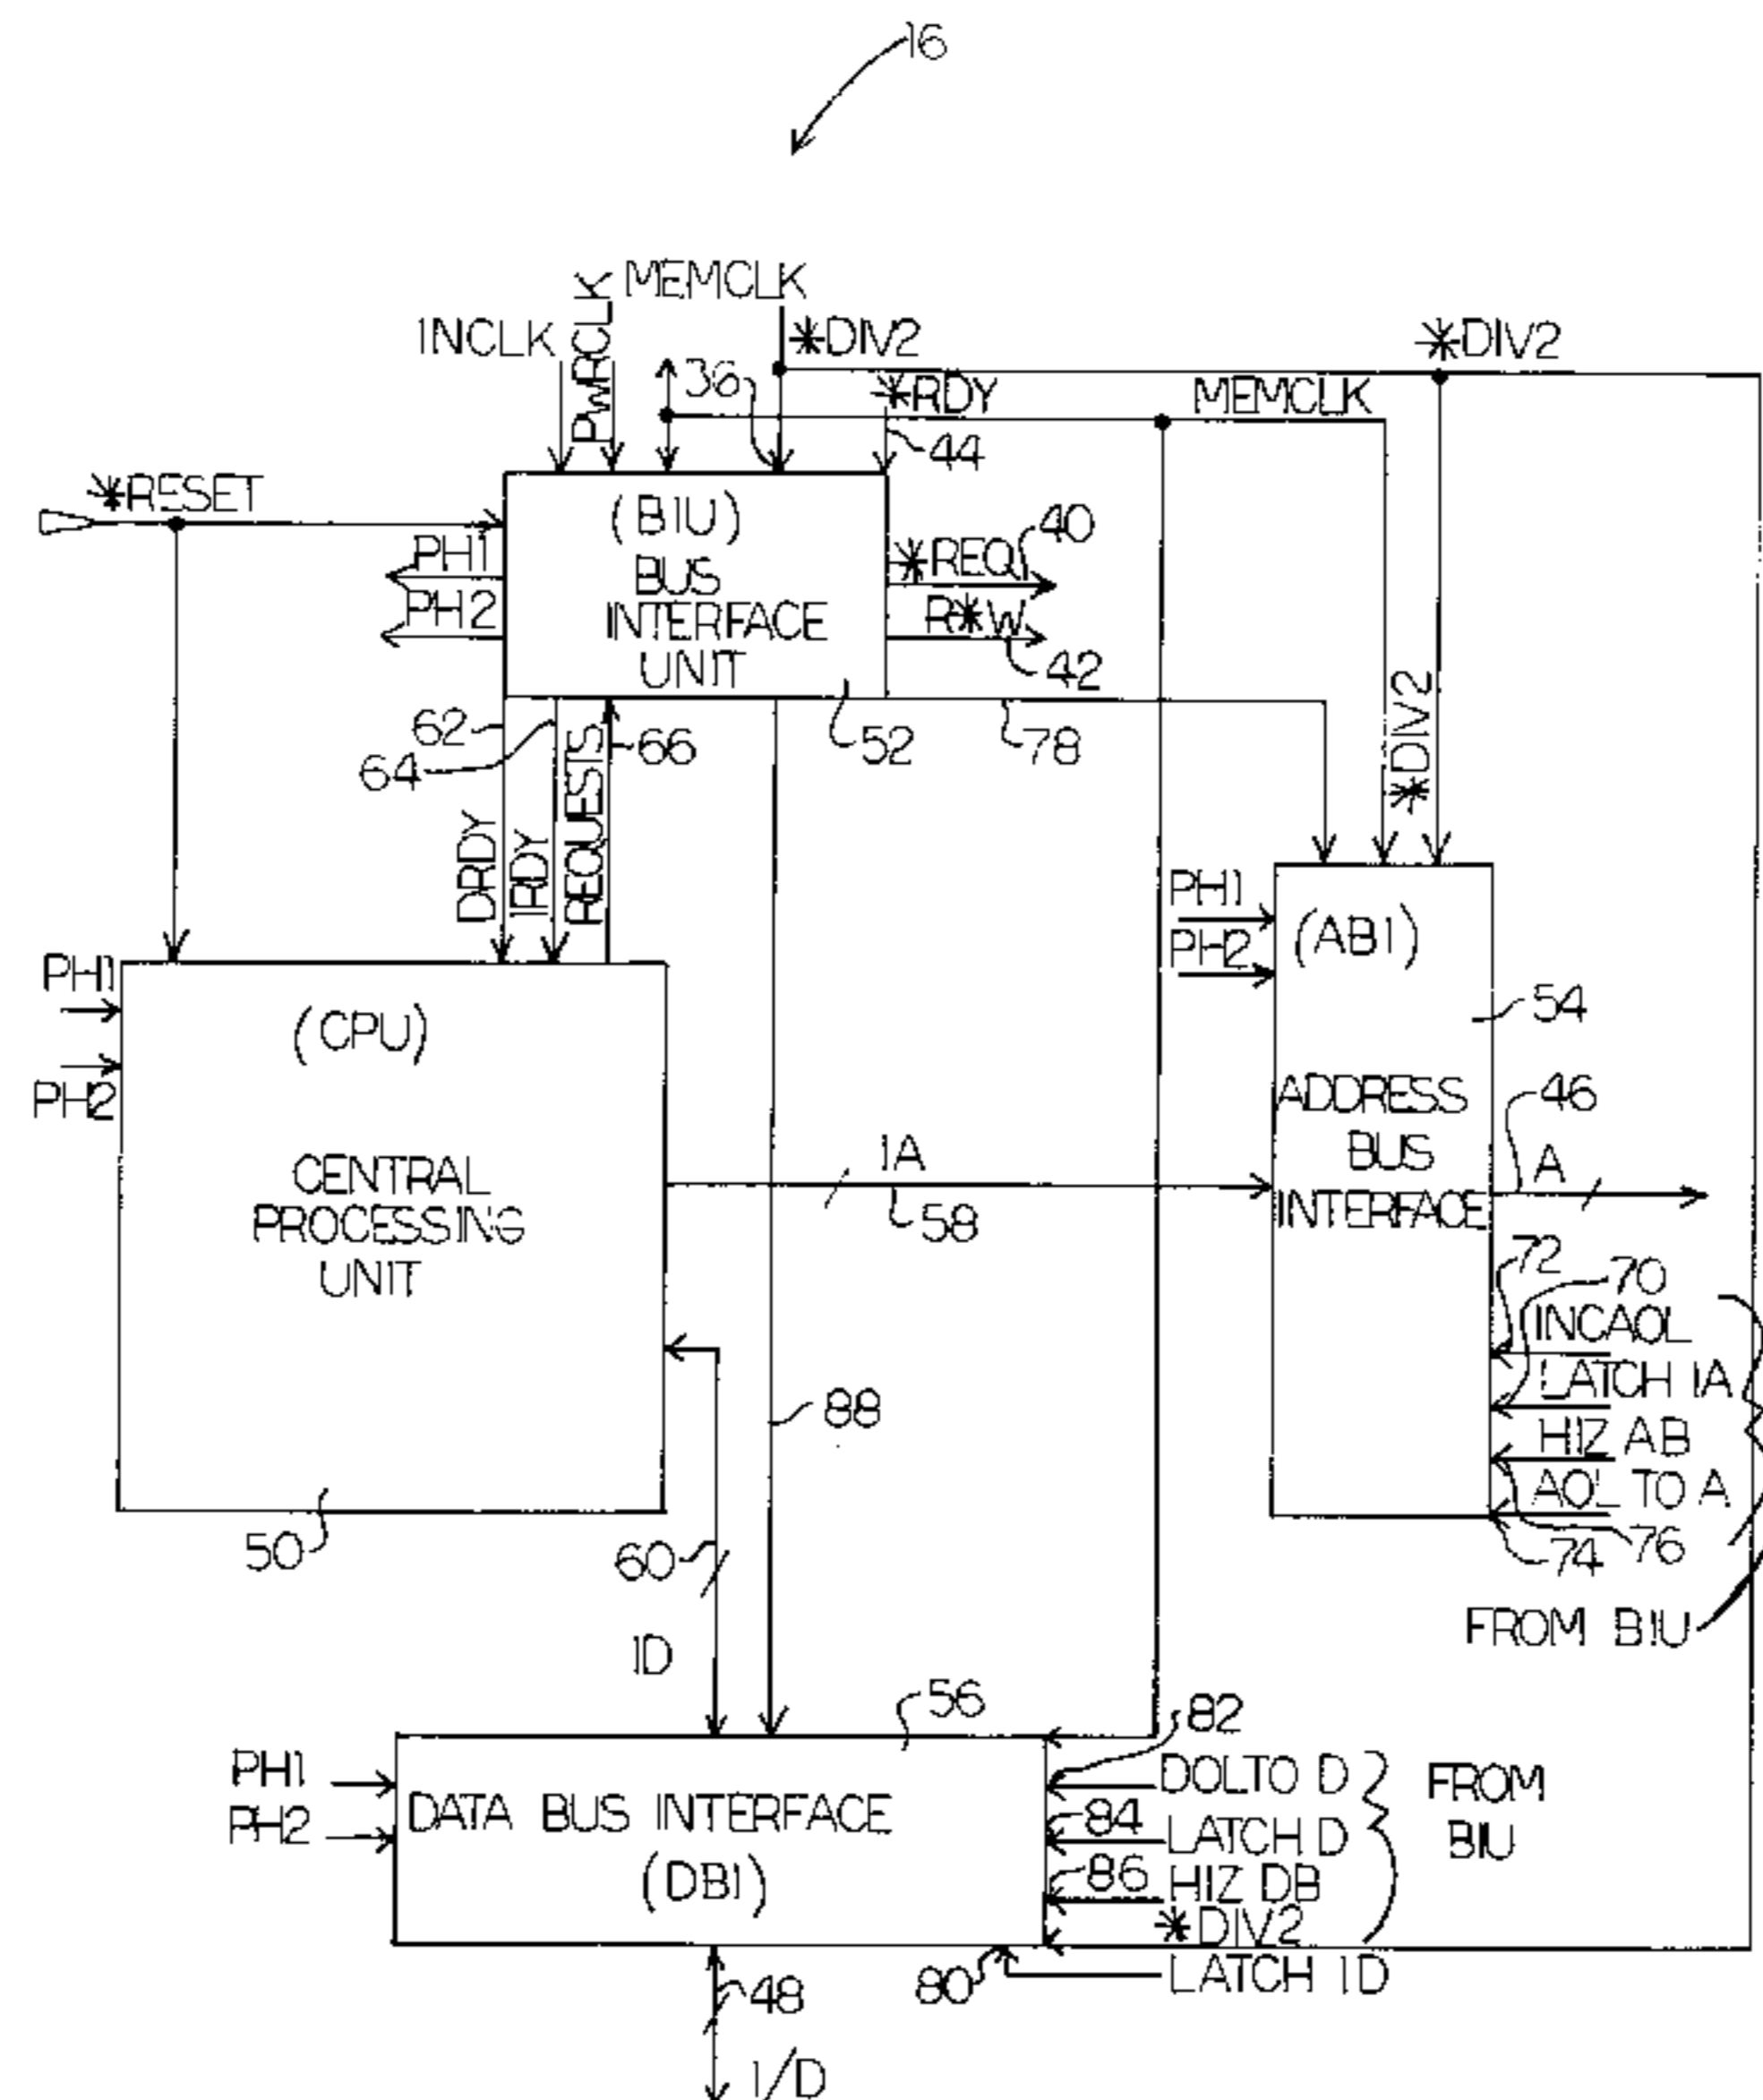 16
MEMCLK
INCLK
PWRCLK
*DIV2
*DIV2
36
*RDY
MEMCLK
44
*RESET
(BIU)
BUS
INTERFACE
UNIT
PH1
PH2
*REQ
40
R*W
42
62
64
66
52
78
*DIV2
DRDY
IRDY
REQUESTS
PH1
PH2
(ABI)
54
ADDRESS
BUS
INTERFACE
46
A
PH1
PH2
(CPU)
CENTRAL
PROCESSING
UNIT
IA
58
72
70
INCAOL
LATCH IA
HIZ AB
AOL TO A
74
76
FROM BIU
88
50
60
ID
56
82
PH1
PH2
DATA BUS INTERFACE
(DBI)
DOLTO D
84
LATCH D
86
HIZ DB
*DIV2
LATCH ID
FROM
BIU
80
48
I/D